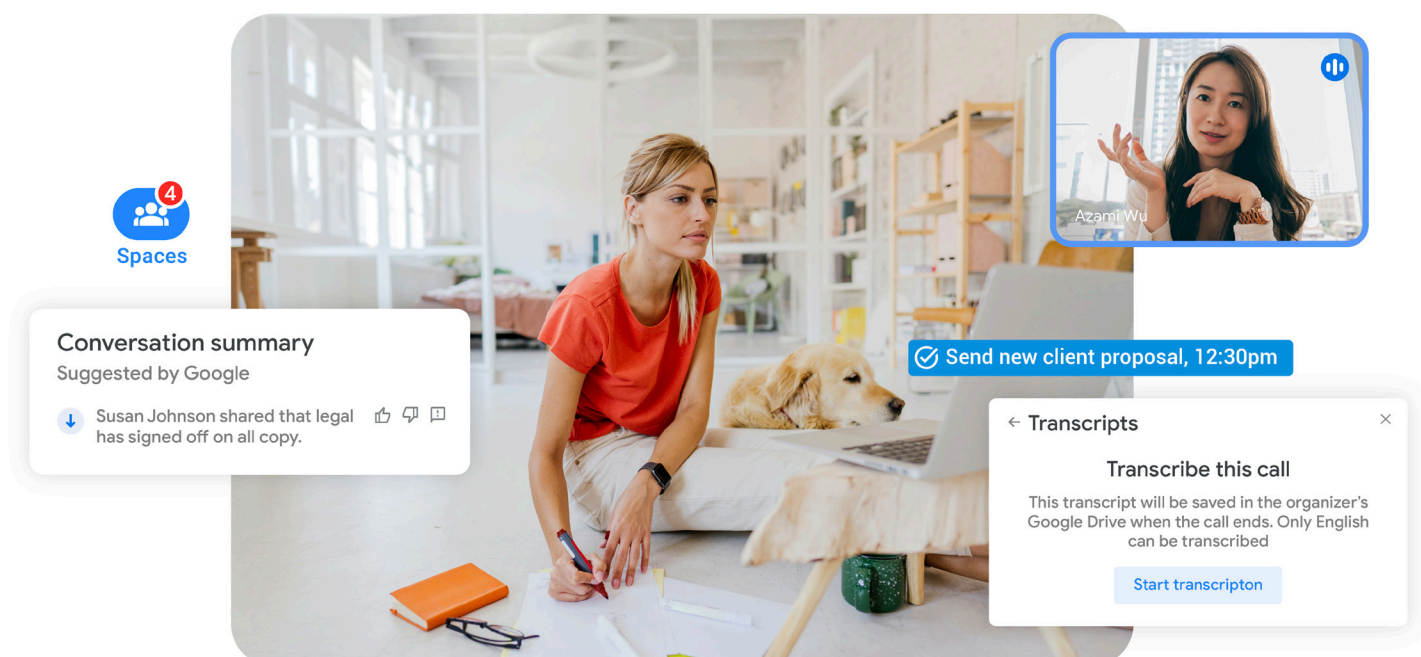 4
Spaces
Conversation summary
Suggested by Google
Susan Johnson shared that legal
has signed off on all copy.
Azami Wu
Send new client proposal, 12:30pm
Transcripts
Transcribe this call
This transcript will be saved in the organizer's
Google Drive when the call ends. Only English
can be transcribed
Start transcripton